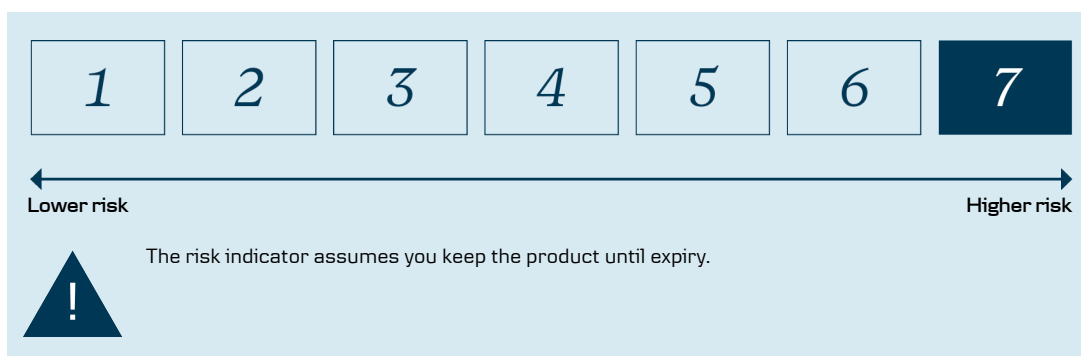 1 2 3 4 5 6 7
Lower risk Higher risk
The risk indicator assumes you keep the product until expiry.
!